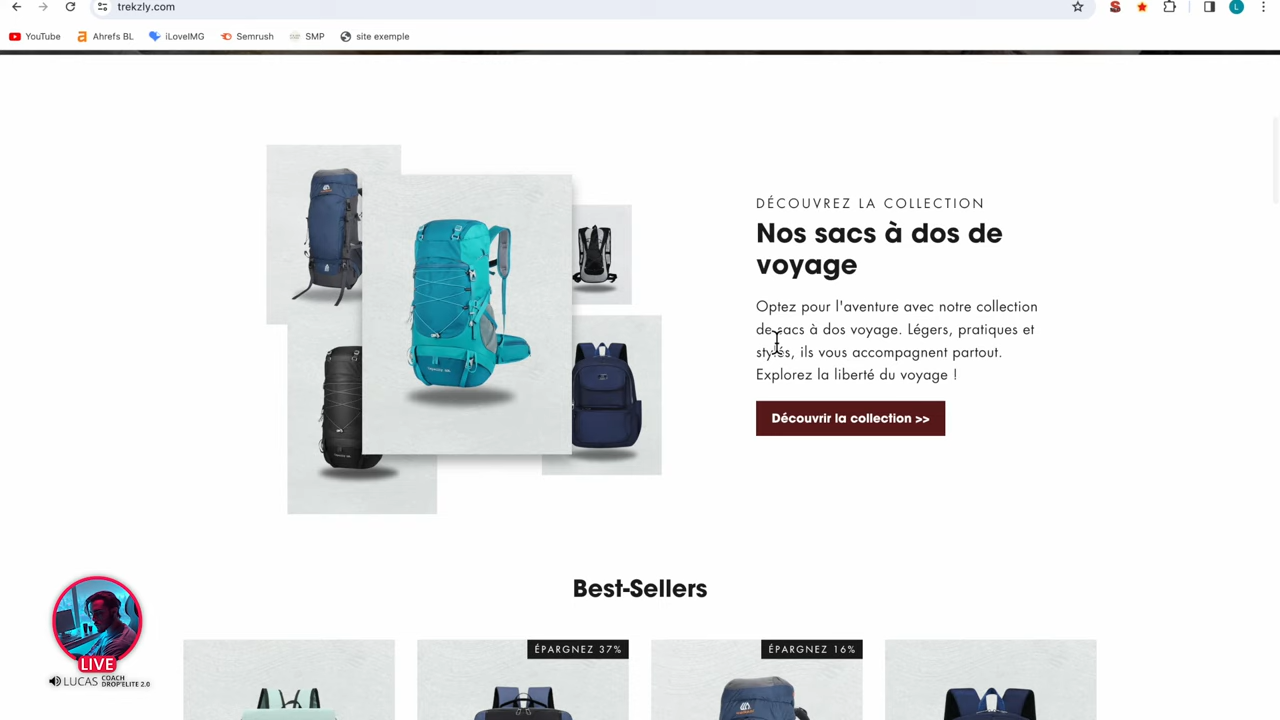 trekzly.com
YouTube
Ahrefs BL
iLoveIMG
Semrush
SMP
site exemple
L
DÉCOUVREZ LA COLLECTION
Nos sacs à dos de
voyage
Optez pour l'aventure avec notre collection
de sacs à dos voyage. Légers, pratiques et
stylés, ils vous accompagnent partout.
Explorez la liberté du voyage !
Découvrir la collection >>
Best-Sellers
ÉPARGNEZ 37%
ÉPARGNEZ 16%
LIVE
LUCAS COACH DROP'ELITE 2.0